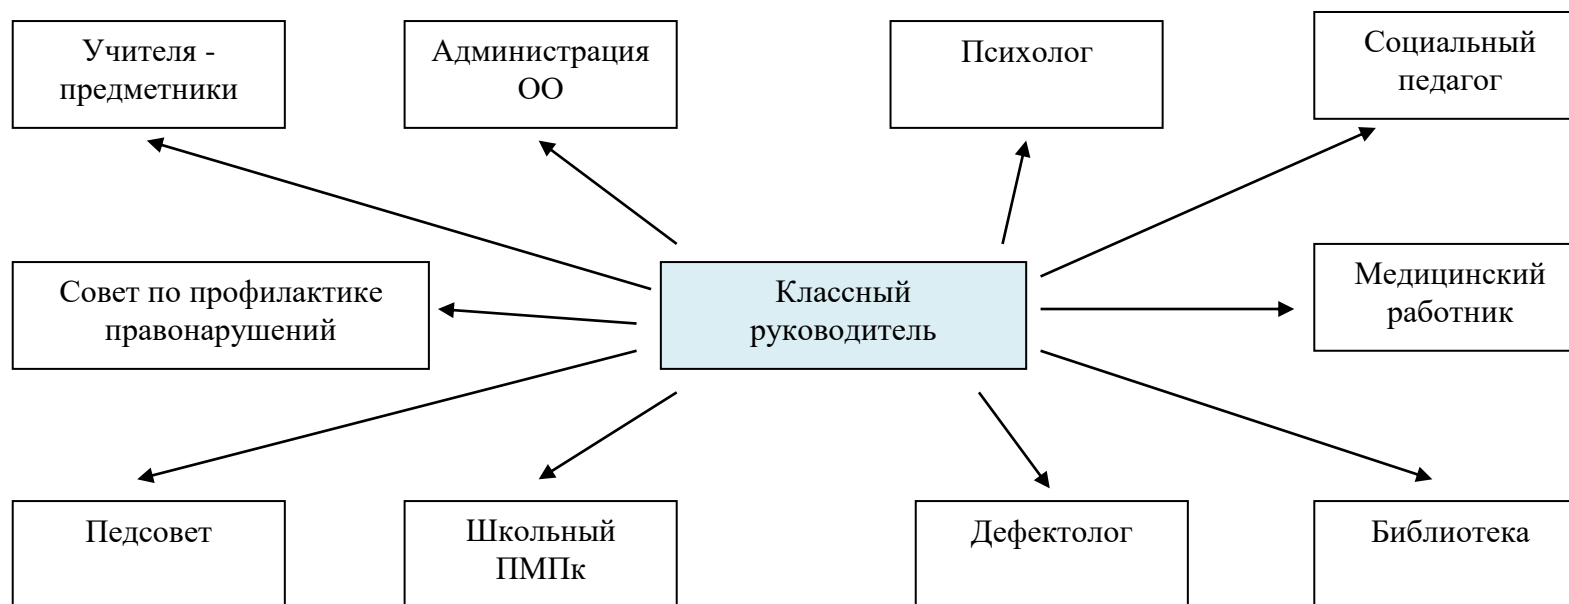 Учителя -
предметники
Администрация
ОО
Психолог
Социальный
педагог
Совет по профилактике
правонарушений
Классный
руководитель
Медицинский
работник
Педсовет
Школьный
ПМПк
Дефектолог
Библиотека